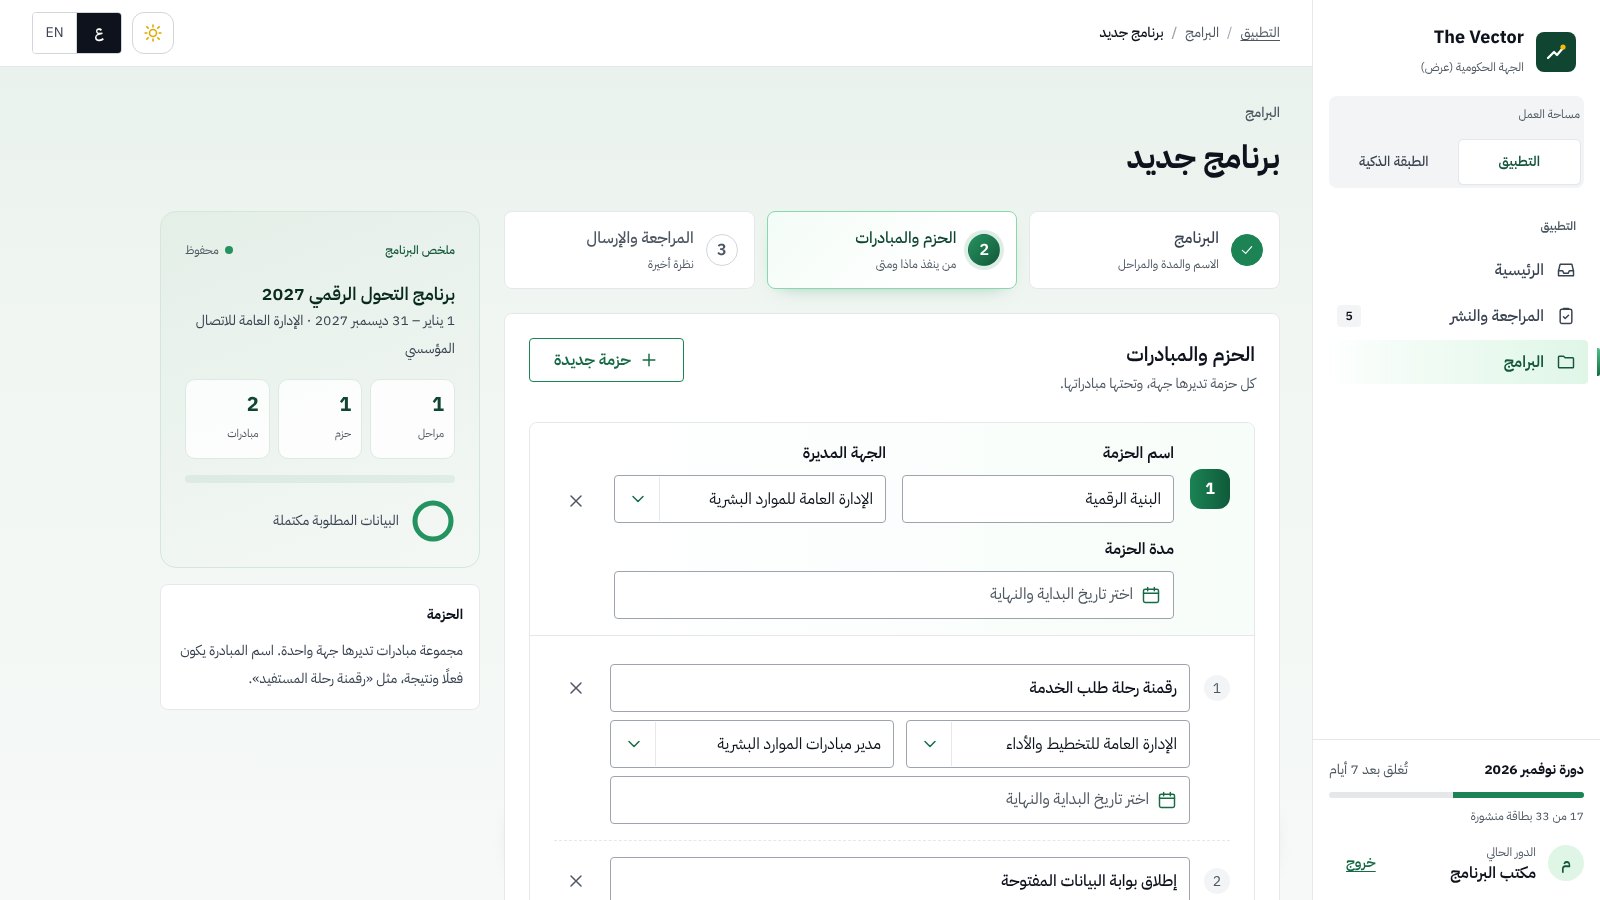 The Vector
الجهة الحكومية (عرض)
مساحة العمل
التطبيق
الطبقة الذكية
التطبيق
الرئيسية
المراجعة والنشر
5
البرامج
دورة نوفمبر 2026
تُغلق بعد 7 أيام
17 من 33 بطاقة منشورة
م
الدور الحالي
مكتب البرنامج
خروج
التطبيق / البرامج / برنامج جديد
ع
EN
البرامج
برنامج جديد
البرنامج
الاسم والمدة والمراحل
2
الحزم والمبادرات
من ينفذ ماذا ومتى
3
المراجعة والإرسال
نظرة أخيرة
الحزم والمبادرات
كل حزمة تديرها جهة، وتحتها مبادراتها.
حزمة جديدة
1
اسم الحزمة
الجهة المديرة
البنية الرقمية
الإدارة العامة للموارد البشرية
مدة الحزمة
اختر تاريخ البداية والنهاية
1
رقمنة رحلة طلب الخدمة
الإدارة العامة للتخطيط والأداء
مدير مبادرات الموارد البشرية
اختر تاريخ البداية والنهاية
2
إطلاق بوابة البيانات المفتوحة
ملخص البرنامج
محفوظ
برنامج التحول الرقمي 2027
1 يناير – 31 ديسمبر 2027 · الإدارة العامة للاتصال
المؤسسي
1
مراحل
1
حزم
2
مبادرات
البيانات المطلوبة مكتملة
الحزمة
مجموعة مبادرات تديرها جهة واحدة. اسم المبادرة يكون
فعلًا ونتيجة، مثل «رقمنة رحلة المستفيد».